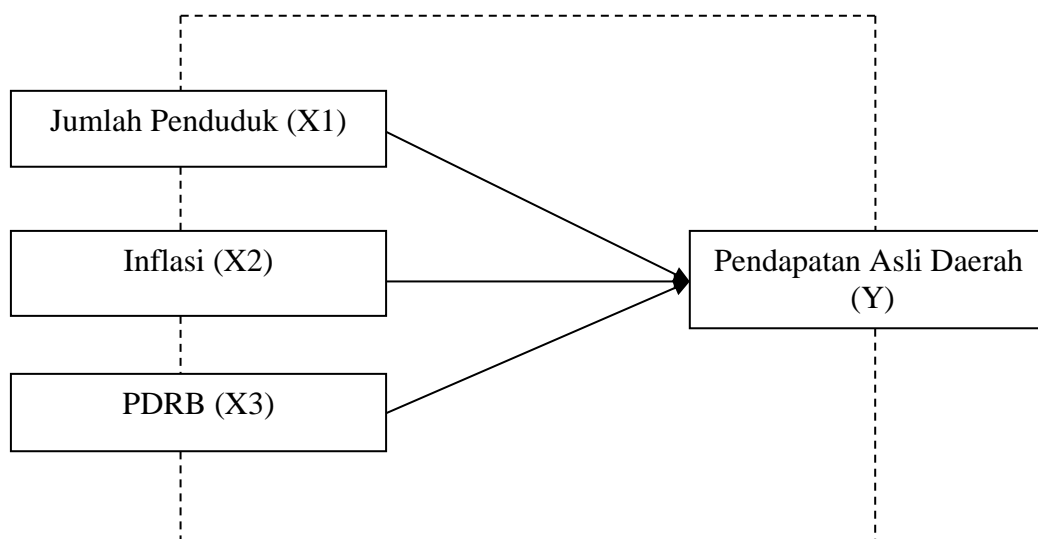 Jumlah Penduduk (X1)
Inflasi (X2)
PDRB (X3)
Pendapatan Asli Daerah
(Y)